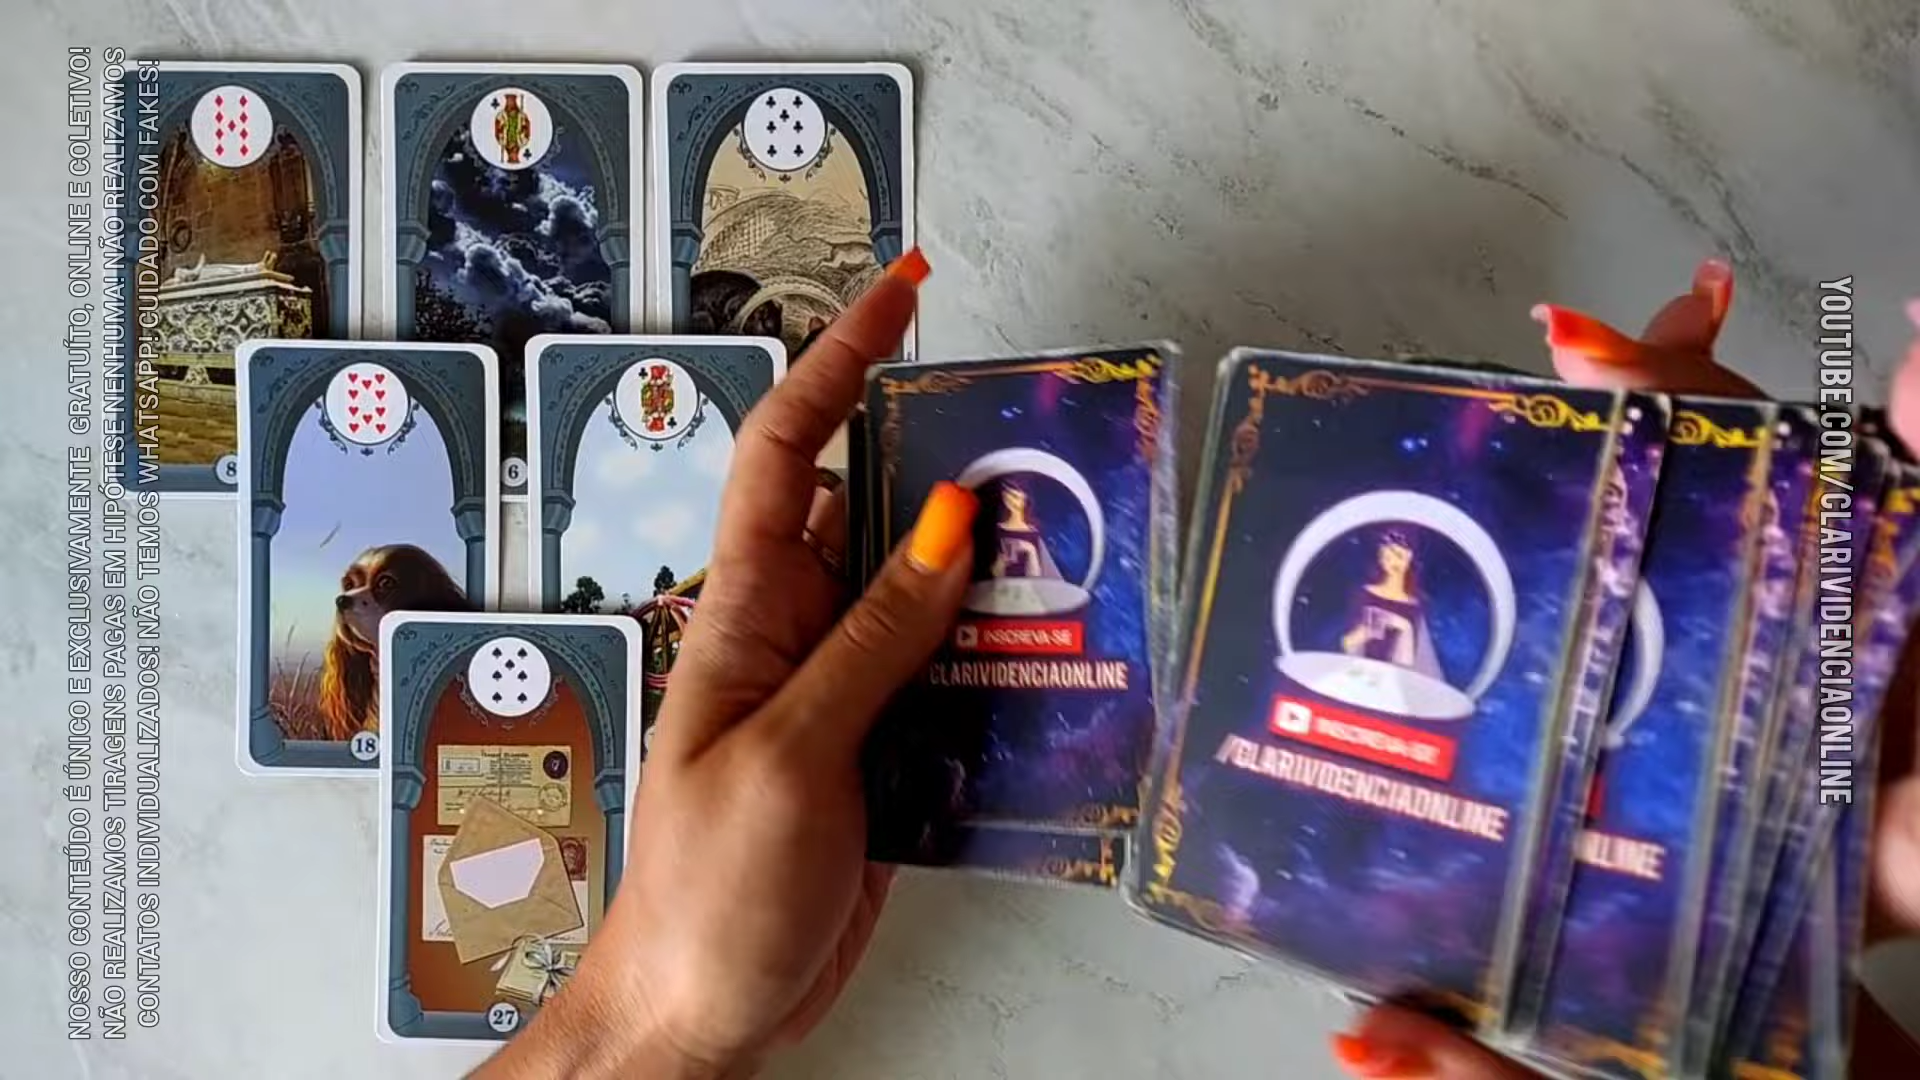 NOSSO CONTEÚDO É ÚNICO E EXCLUSIVAMENTE GRATUÍTO, ONLINE E COLETIVO!
NÃO REALIZAMOS TIRAGENS PAGAS EM HIPÓTESE NENHUMA! NÃO REALIZAMOS
CONTATOS INDIVIDUALIZADOS! NÃO TEMOS WHATSAPP! CUIDADO.COM FAKES!
8
6
18
27
INSCREVA-SE
CLARIVIDENCIAONLINE
INSCREVA-SE
//CLARIVIDENCIAONLINE
LINE
YOUTUBE.COM/CLARIVIDENCIAONLINE